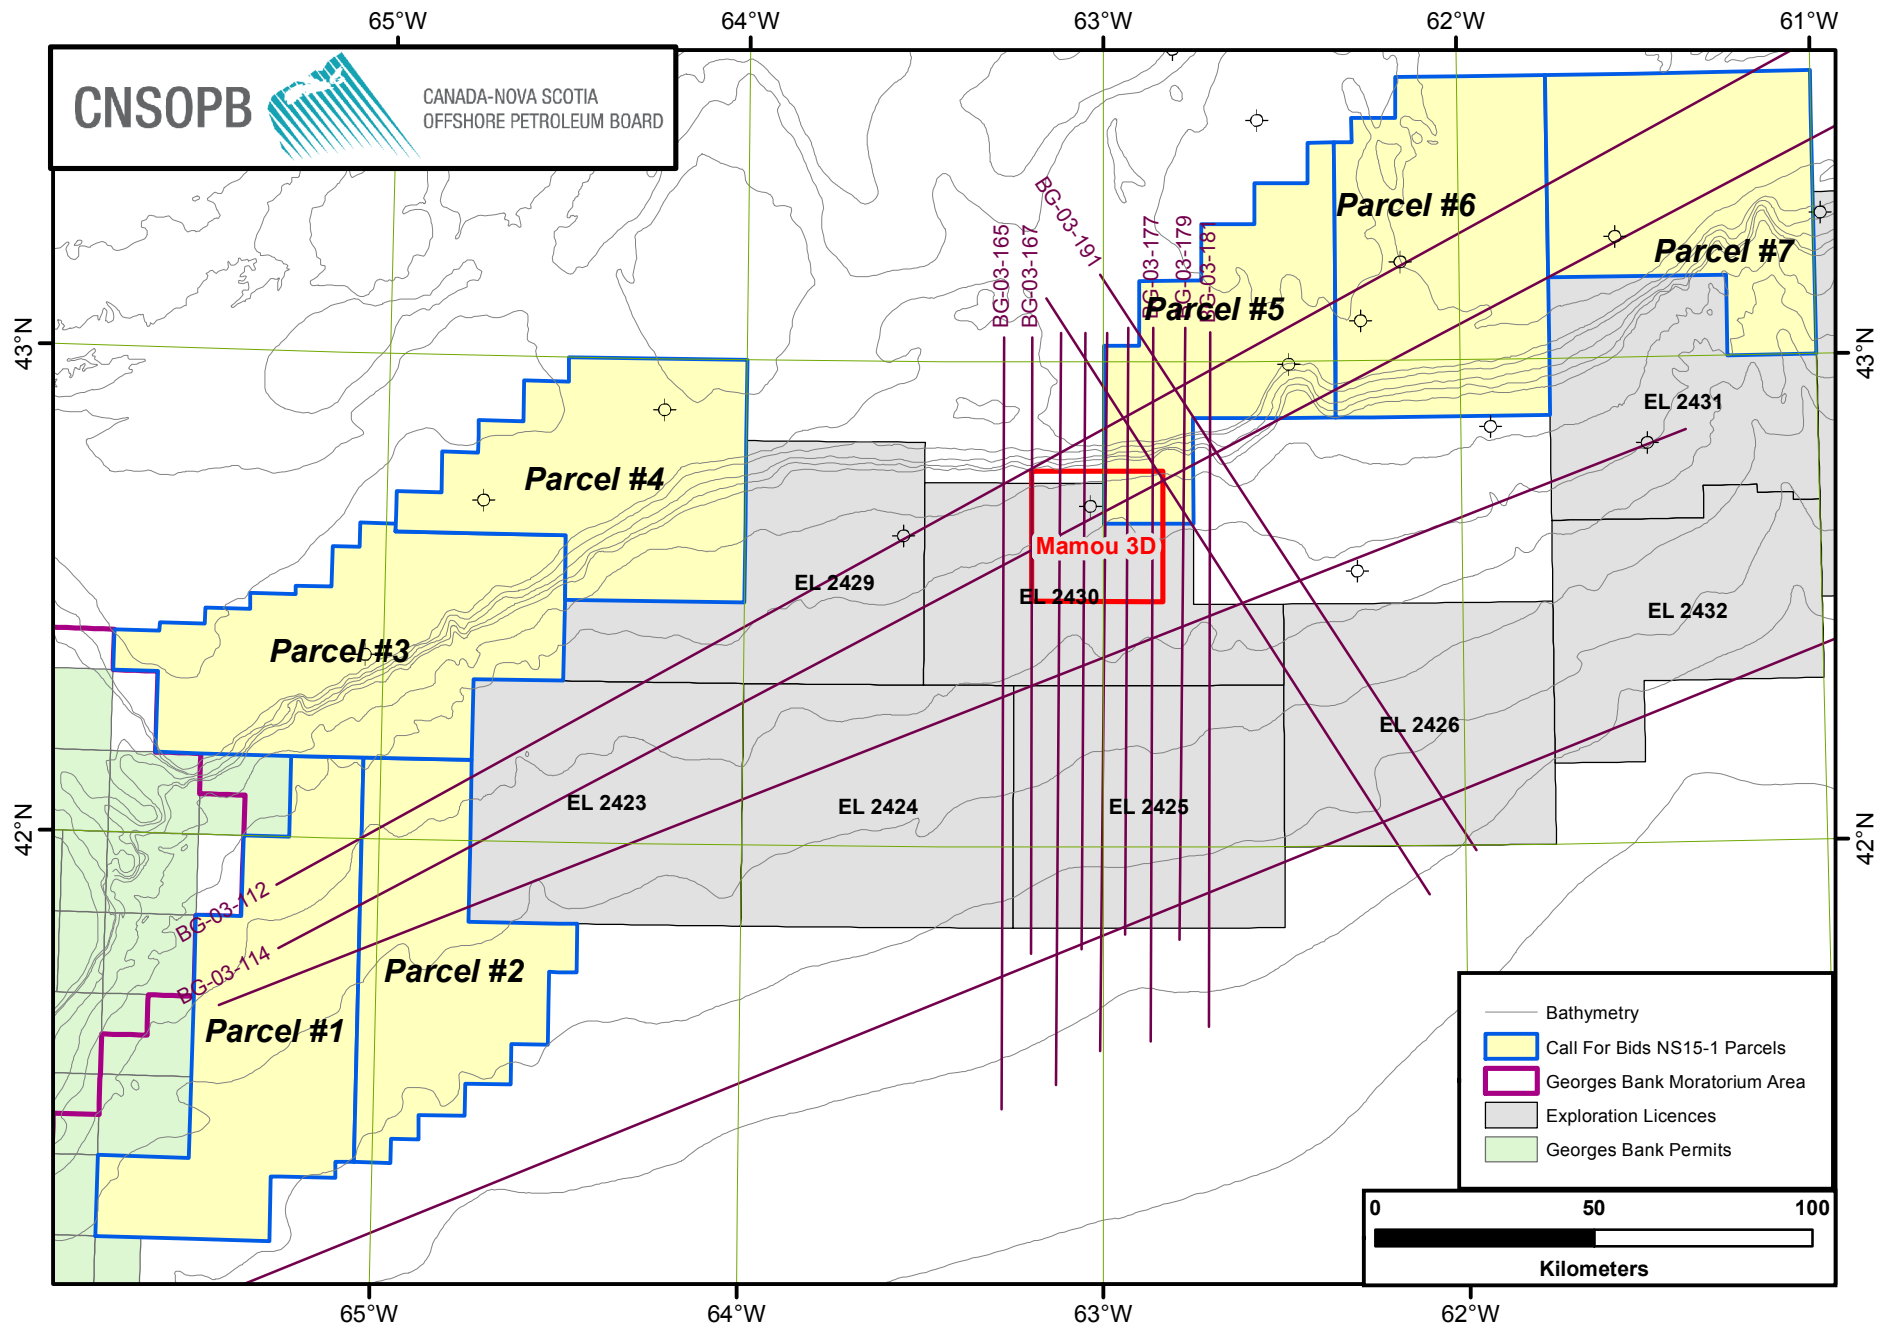 65°W
64°W
63°W
62°W
61°W
CNSOPB
CANADA-NOVA SCOTIA
OFFSHORE PETROLEUM BOARD
43°N
43°N
42°N
42°N
BG-03-165
BG-03-167
BG-03-191
BG-03-177
BG-03-179
BG-03-181
Parcel #6
Parcel #7
Parcel #5
EL 2431
Parcel #4
Mamou 3D
EL 2429
EL 2430
EL 2432
Parcel #3
EL 2426
EL 2423
EL 2424
EL 2425
BG-03-112
BG-03-114
Parcel #2
Parcel #1
Bathymetry
Call For Bids NS15-1 Parcels
Georges Bank Moratorium Area
Exploration Licences
Georges Bank Permits
0
50
100
Kilometers
65°W
64°W
63°W
62°W